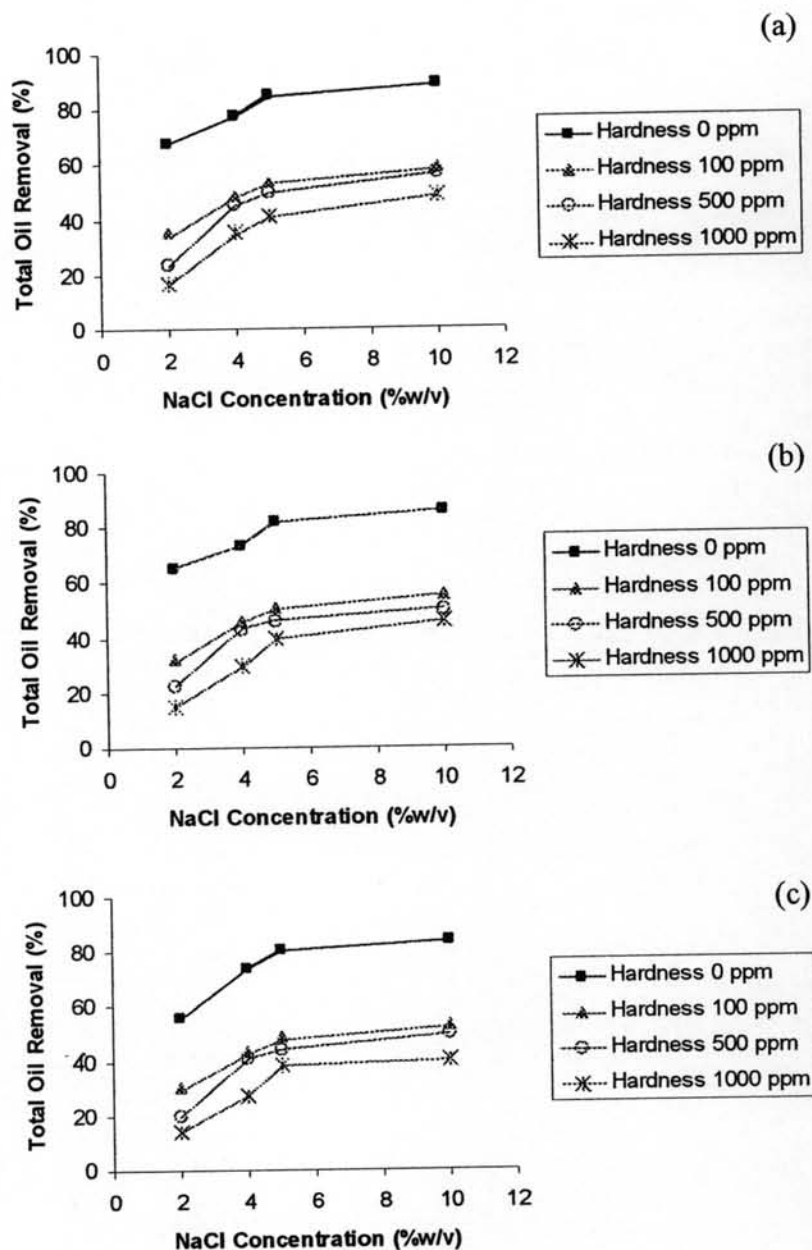 (a)
100
80
60
40
20
0
Total Oil Removal (%)
0 2 4 6 8 10 12
NaCl Concentration (%w/v)
Hardness 0 ppm
Hardness 100 ppm
Hardness 500 ppm
Hardness 1000 ppm
(b)
100
80
60
40
20
0
Total Oil Removal (%)
0 2 4 6 8 10 12
NaCl Concentration (%w/v)
Hardness 0 ppm
Hardness 100 ppm
Hardness 500 ppm
Hardness 1000 ppm
(c)
100
80
60
40
20
0
Total Oil Removal (%)
0 2 4 6 8 10 12
NaCl Concentration (%w/v)
Hardness 0 ppm
Hardness 100 ppm
Hardness 500 ppm
Hardness 1000 ppm